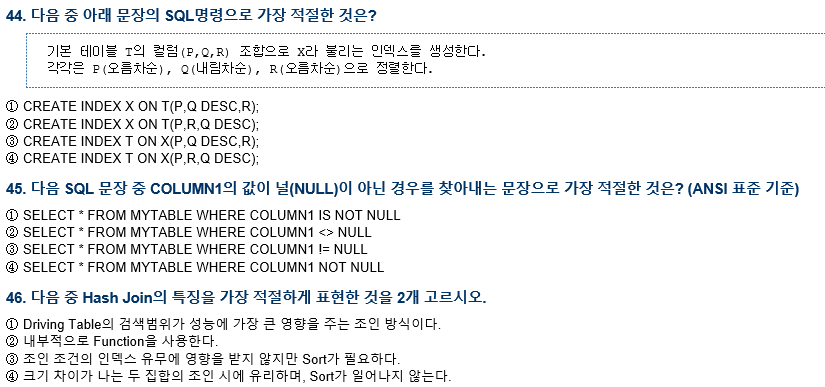 44. 다음 중 아래 문장의 SQL명령으로 가장 적절한 것은?
기본 테이블 T의 컬럼(P,Q,R) 조합으로 X라 불리는 인덱스를 생성한다.
각각은 P(오름차순), Q(내림차순), R(오름차순)으로 정렬한다.
① CREATE INDEX X ON T(P,Q DESC,R);
② CREATE INDEX X ON T(P,R,Q DESC);
③ CREATE INDEX T ON X(P,Q DESC,R);
④ CREATE INDEX T ON X(P,R,Q DESC);
45. 다음 SQL 문장 중 COLUMN1의 값이 널(NULL)이 아닌 경우를 찾아내는 문장으로 가장 적절한 것은? (ANSI 표준 기준)
① SELECT * FROM MYTABLE WHERE COLUMN1 IS NOT NULL
② SELECT * FROM MYTABLE WHERE COLUMN1 <> NULL
③ SELECT * FROM MYTABLE WHERE COLUMN1 != NULL
④ SELECT * FROM MYTABLE WHERE COLUMN1 NOT NULL
46. 다음 중 Hash Join의 특징을 가장 적절하게 표현한 것을 2개 고르시오.
① Driving Table의 검색범위가 성능에 가장 큰 영향을 주는 조인 방식이다.
② 내부적으로 Function을 사용한다.
③ 조인 조건의 인덱스 유무에 영향을 받지 않지만 Sort가 필요하다.
④ 크기 차이가 나는 두 집합의 조인 시에 유리하며, Sort가 일어나지 않는다.